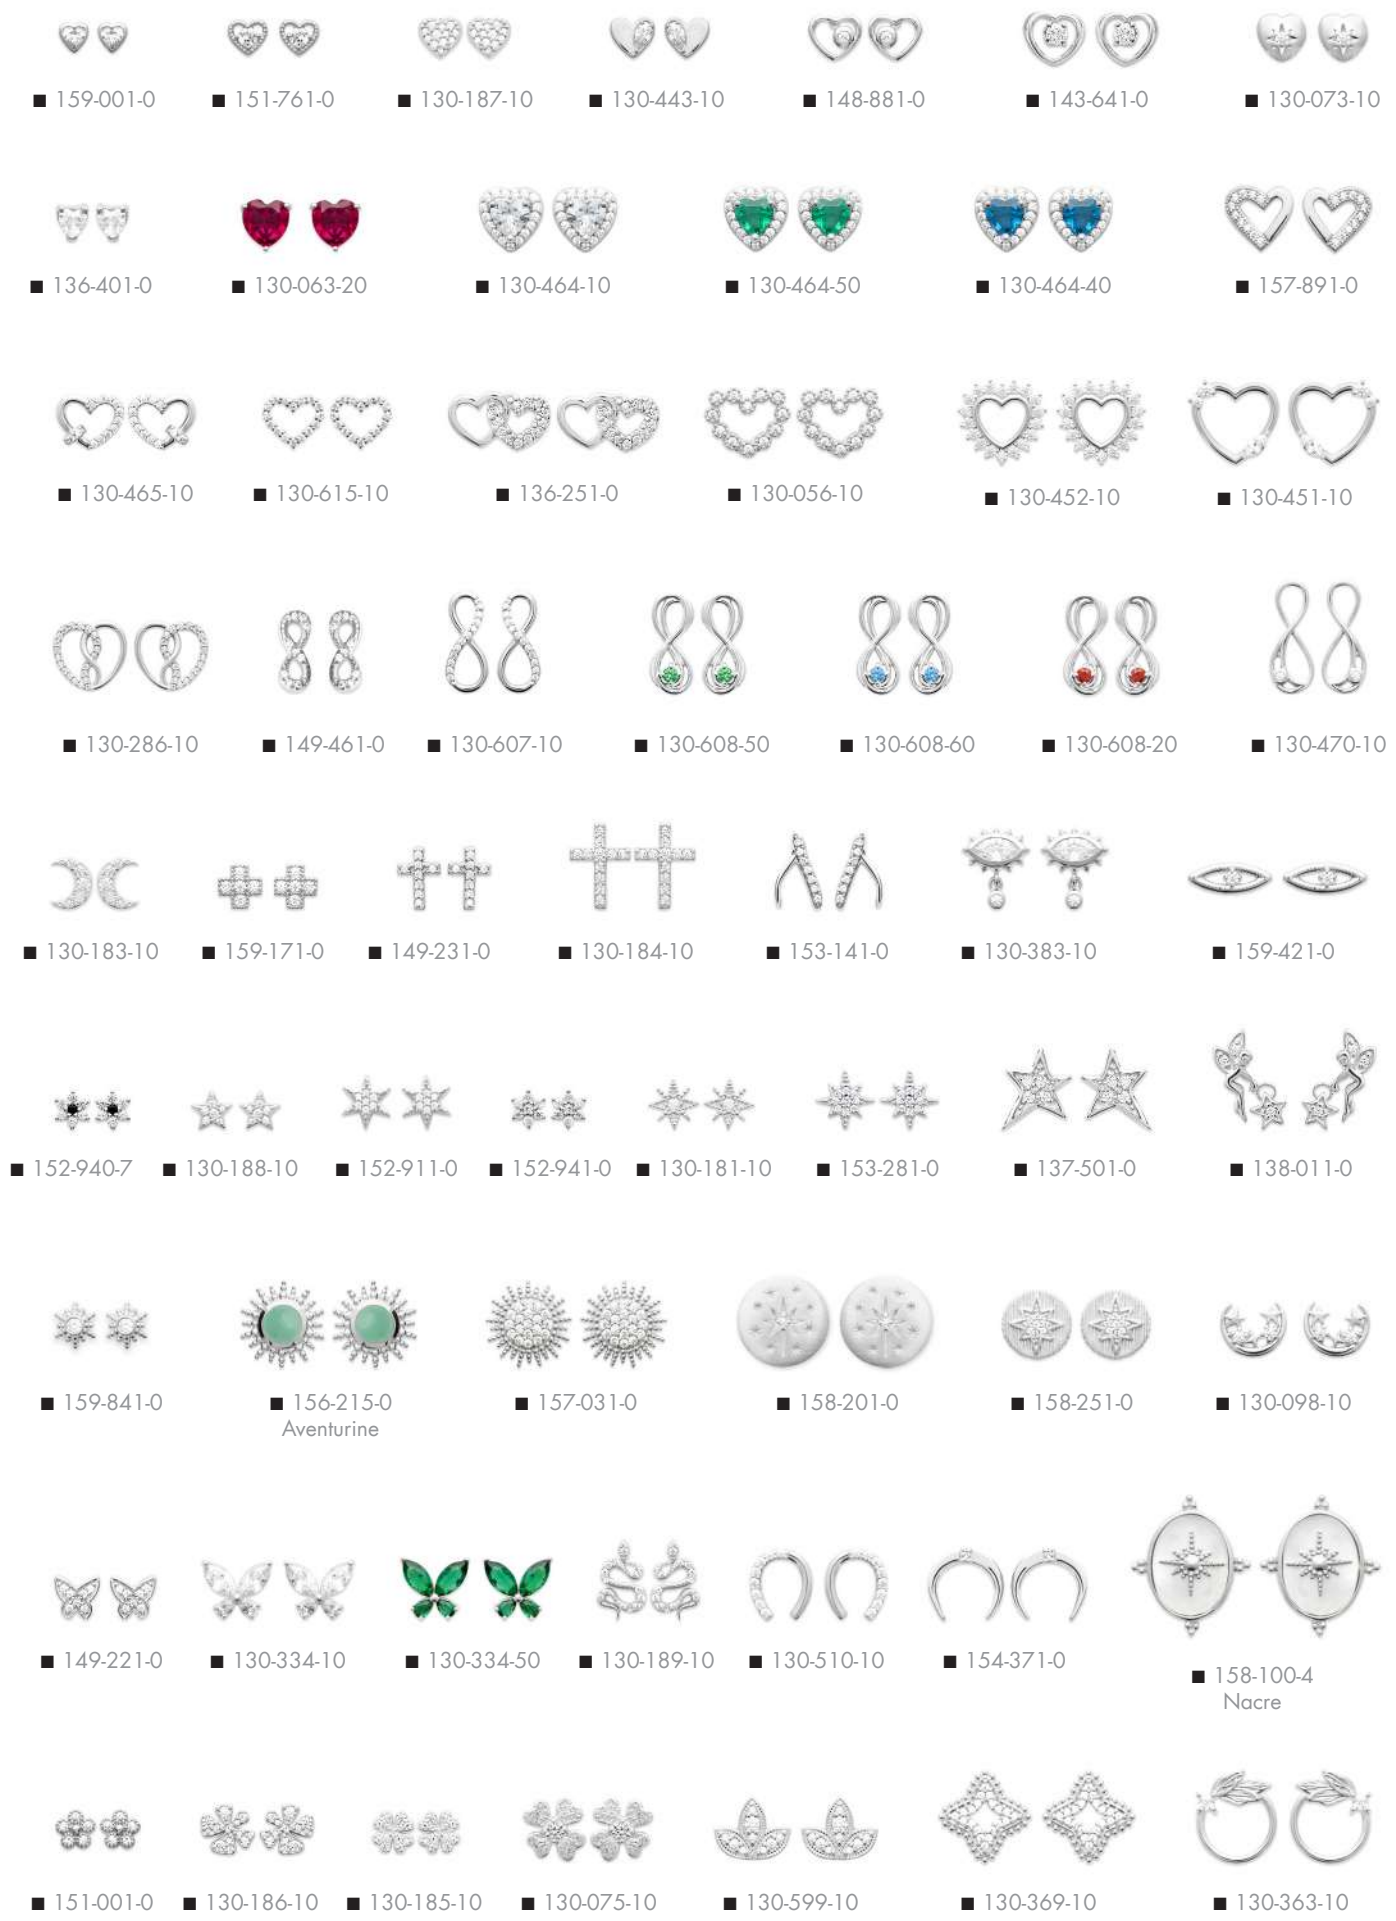 ■ 159-001-0 ■ 151-761-0 ■ 130-187-10 ■ 130-443-10 ■ 148-881-0 ■ 143-641-0 ■ 130-073-10
■ 136-401-0 ■ 130-063-20 ■ 130-464-10 ■ 130-464-50 ■ 130-464-40 ■ 157-891-0
■ 130-465-10 ■ 130-615-10 ■ 136-251-0 ■ 130-056-10 ■ 130-452-10 ■ 130-451-10
■ 130-286-10 ■ 149-461-0 ■ 130-607-10 ■ 130-608-50 ■ 130-608-60 ■ 130-608-20 ■ 130-470-10
■ 130-183-10 ■ 159-171-0 ■ 149-231-0 ■ 130-184-10 ■ 153-141-0 ■ 130-383-10 ■ 159-421-0
■ 152-940-7 ■ 130-188-10 ■ 152-911-0 ■ 152-941-0 ■ 130-181-10 ■ 153-281-0 ■ 137-501-0 ■ 138-011-0
■ 159-841-0 ■ 156-215-0 ■ 157-031-0 ■ 158-201-0 ■ 158-251-0 ■ 130-098-10
Aventurine
■ 149-221-0 ■ 130-334-10 ■ 130-334-50 ■ 130-189-10 ■ 130-510-10 ■ 154-371-0 ■ 158-100-4
Nacre
■ 151-001-0 ■ 130-186-10 ■ 130-185-10 ■ 130-075-10 ■ 130-599-10 ■ 130-369-10 ■ 130-363-10